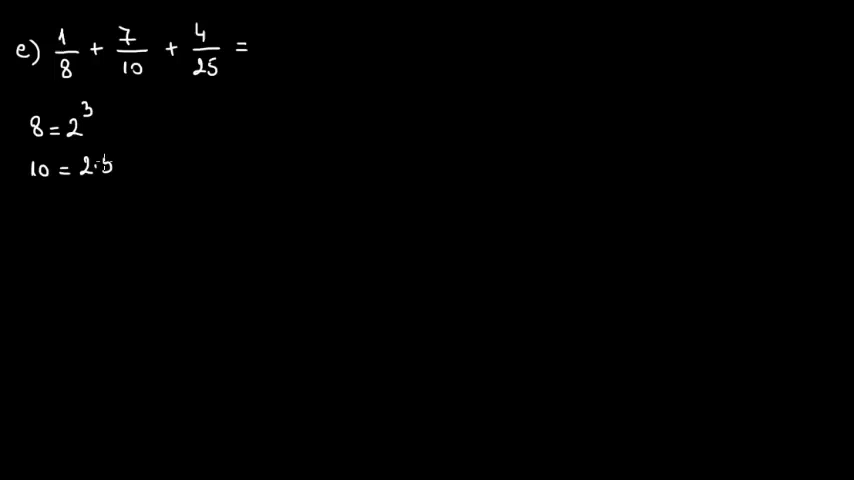 e) 1/8 + 7/10 + 4/25 =
8 = 2³
10 = 2·5